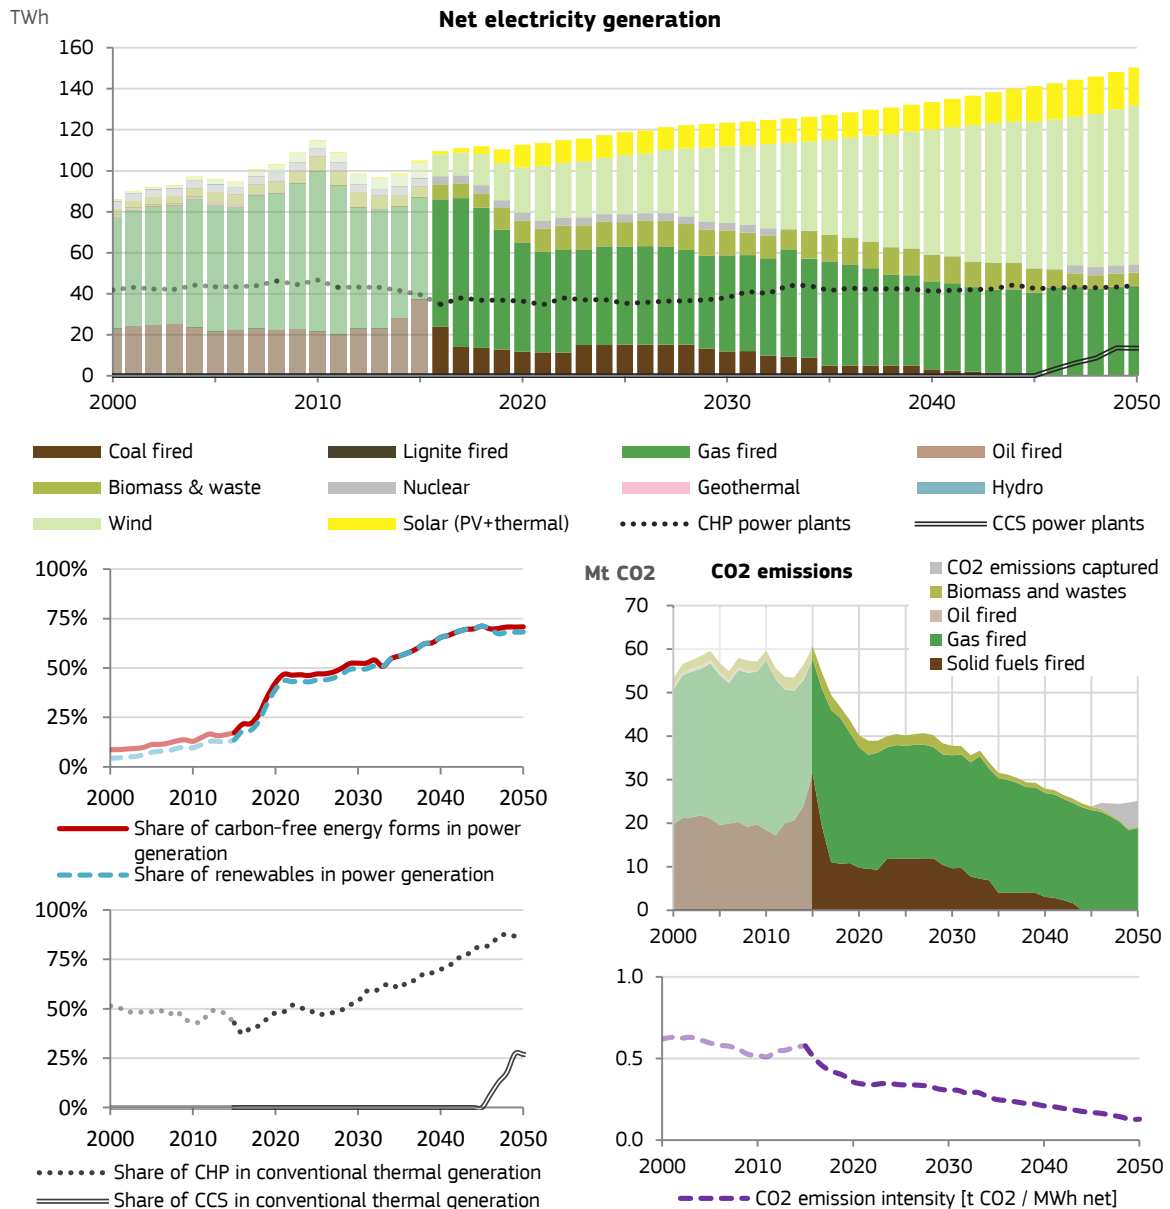 TWh
Net electricity generation
160
140
120
100
80
60
40
20
0
2000 2010 2020 2030 2040 2050
Coal fired Lignite fired Gas fired Oil fired
Biomass & waste Nuclear Geothermal Hydro
Wind Solar (PV+thermal) CHP power plants CCS power plants
100%
75%
50%
25%
0%
2000 2010 2020 2030 2040 2050
Share of carbon-free energy forms in power
generation
Share of renewables in power generation
Mt CO2 CO2 emissions
CO2 emissions captured
Biomass and wastes
Oil fired
Gas fired
Solid fuels fired
70
60
50
40
30
20
10
0
2000 2010 2020 2030 2040 2050
100%
75%
50%
25%
0%
2000 2010 2020 2030 2040 2050
Share of CHP in conventional thermal generation
Share of CCS in conventional thermal generation
1.0
0.5
0.0
2000 2010 2020 2030 2040 2050
CO2 emission intensity [t CO2 / MWh net]